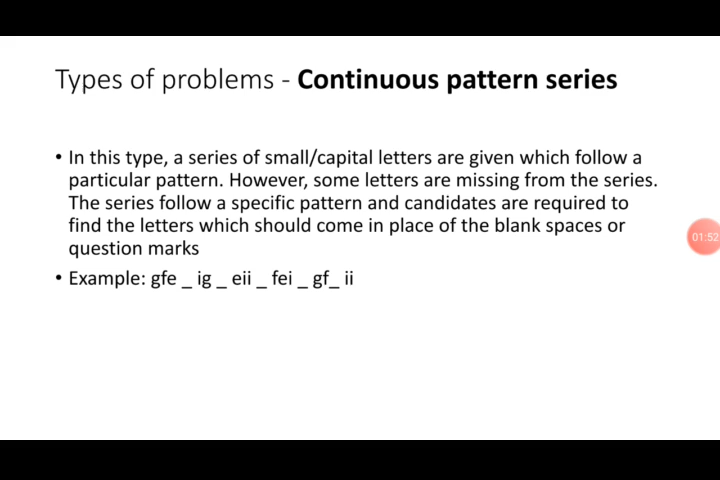 Types of problems - Continuous pattern series
• In this type, a series of small/capital letters are given which follow a
particular pattern. However, some letters are missing from the series.
The series follow a specific pattern and candidates are required to
find the letters which should come in place of the blank spaces or
question marks
• Example: gfe _ ig _ eii _ fei _ gf_ ii
01:52